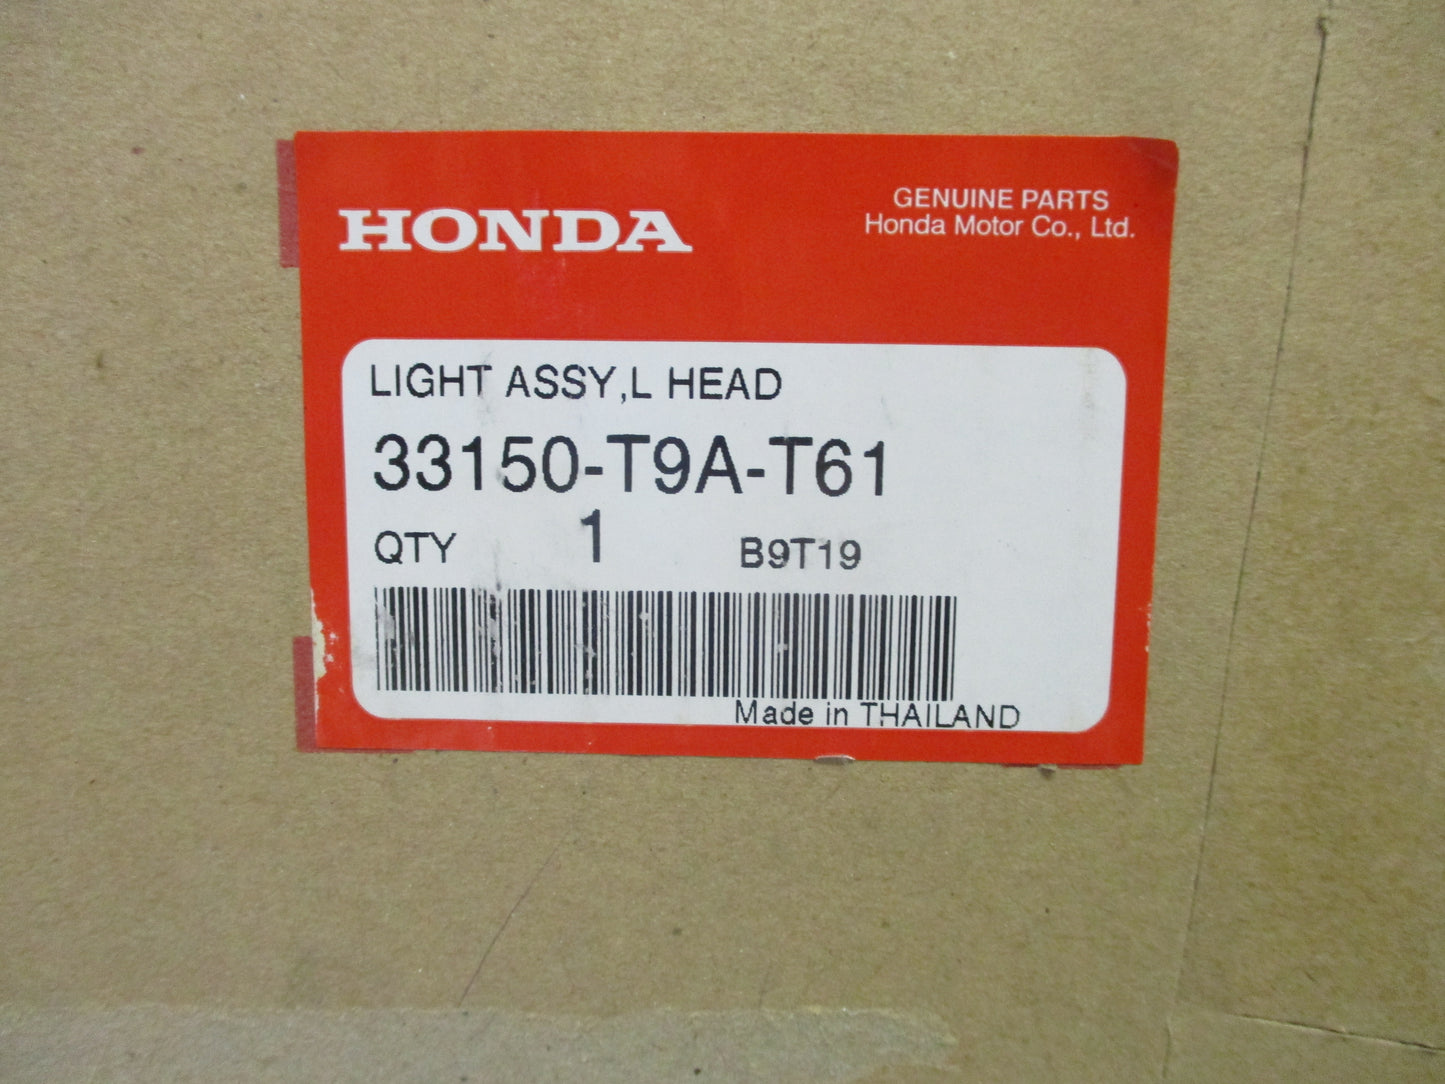 HONDA
GENUINE PARTS
Honda Motor Co., Ltd.
LIGHT ASSY,L HEAD
33150-T9A-T61
QTY 1 B9T19
Made in THAILAND